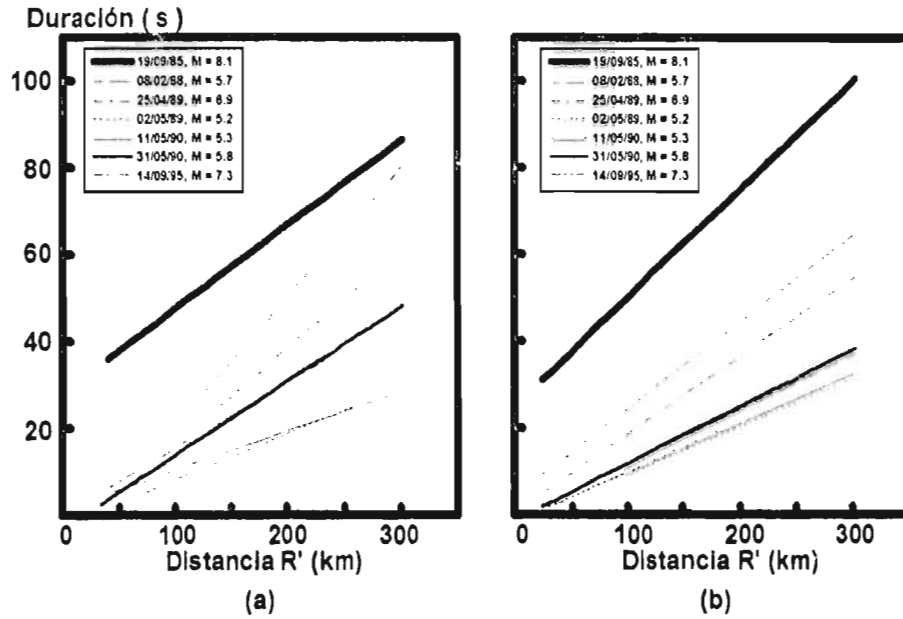 Duración ( s )
100
80
60
40
20
19/09/85, M = 8.1
08/02/88, M = 5.7
25/04/89, M = 6.9
02/05/89, M = 5.2
11/05/90, M = 5.3
31/05/90, M = 5.8
14/09/95, M = 7.3
0 100 200 300
Distancia R' (km)
(a)
19/09/85, M = 8.1
08/02/88, M = 5.7
25/04/89, M = 6.9
02/05/89, M = 5.2
11/05/90, M = 5.3
31/05/90, M = 5.8
14/09/95, M = 7.3
0 100 200 300
Distancia R' (km)
(b)